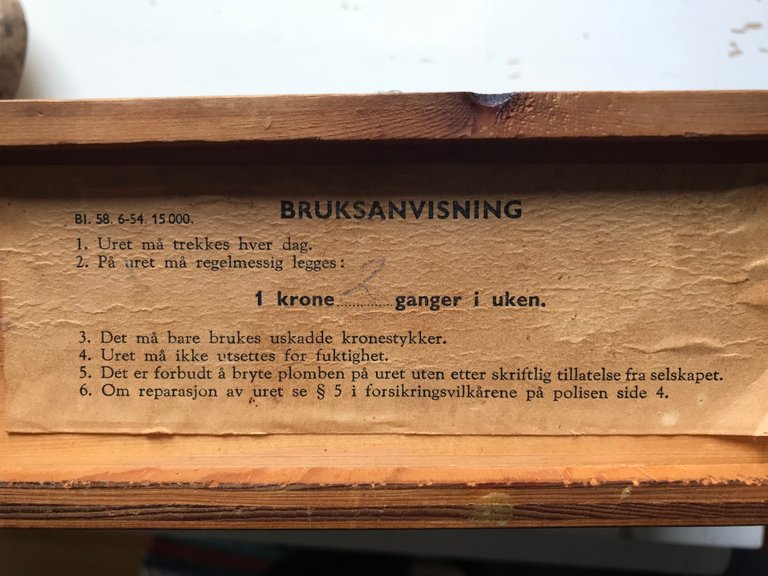 Bl. 58. 6-54. 15 000.
BRUKSANVISNING
1. Uret må trekkes hver dag.
2. På uret må regelmessig legges:
1 krone 2 ganger i uken.
3. Det må bare brukes uskadde kronestykker.
4. Uret må ikke utsettes for fuktighet.
5. Det er forbudt å bryte plomben på uret uten etter skriftlig tillatelse fra selskapet.
6. Om reparasjon av uret se § 5 i forsikringsvilkårene på polisen side 4.